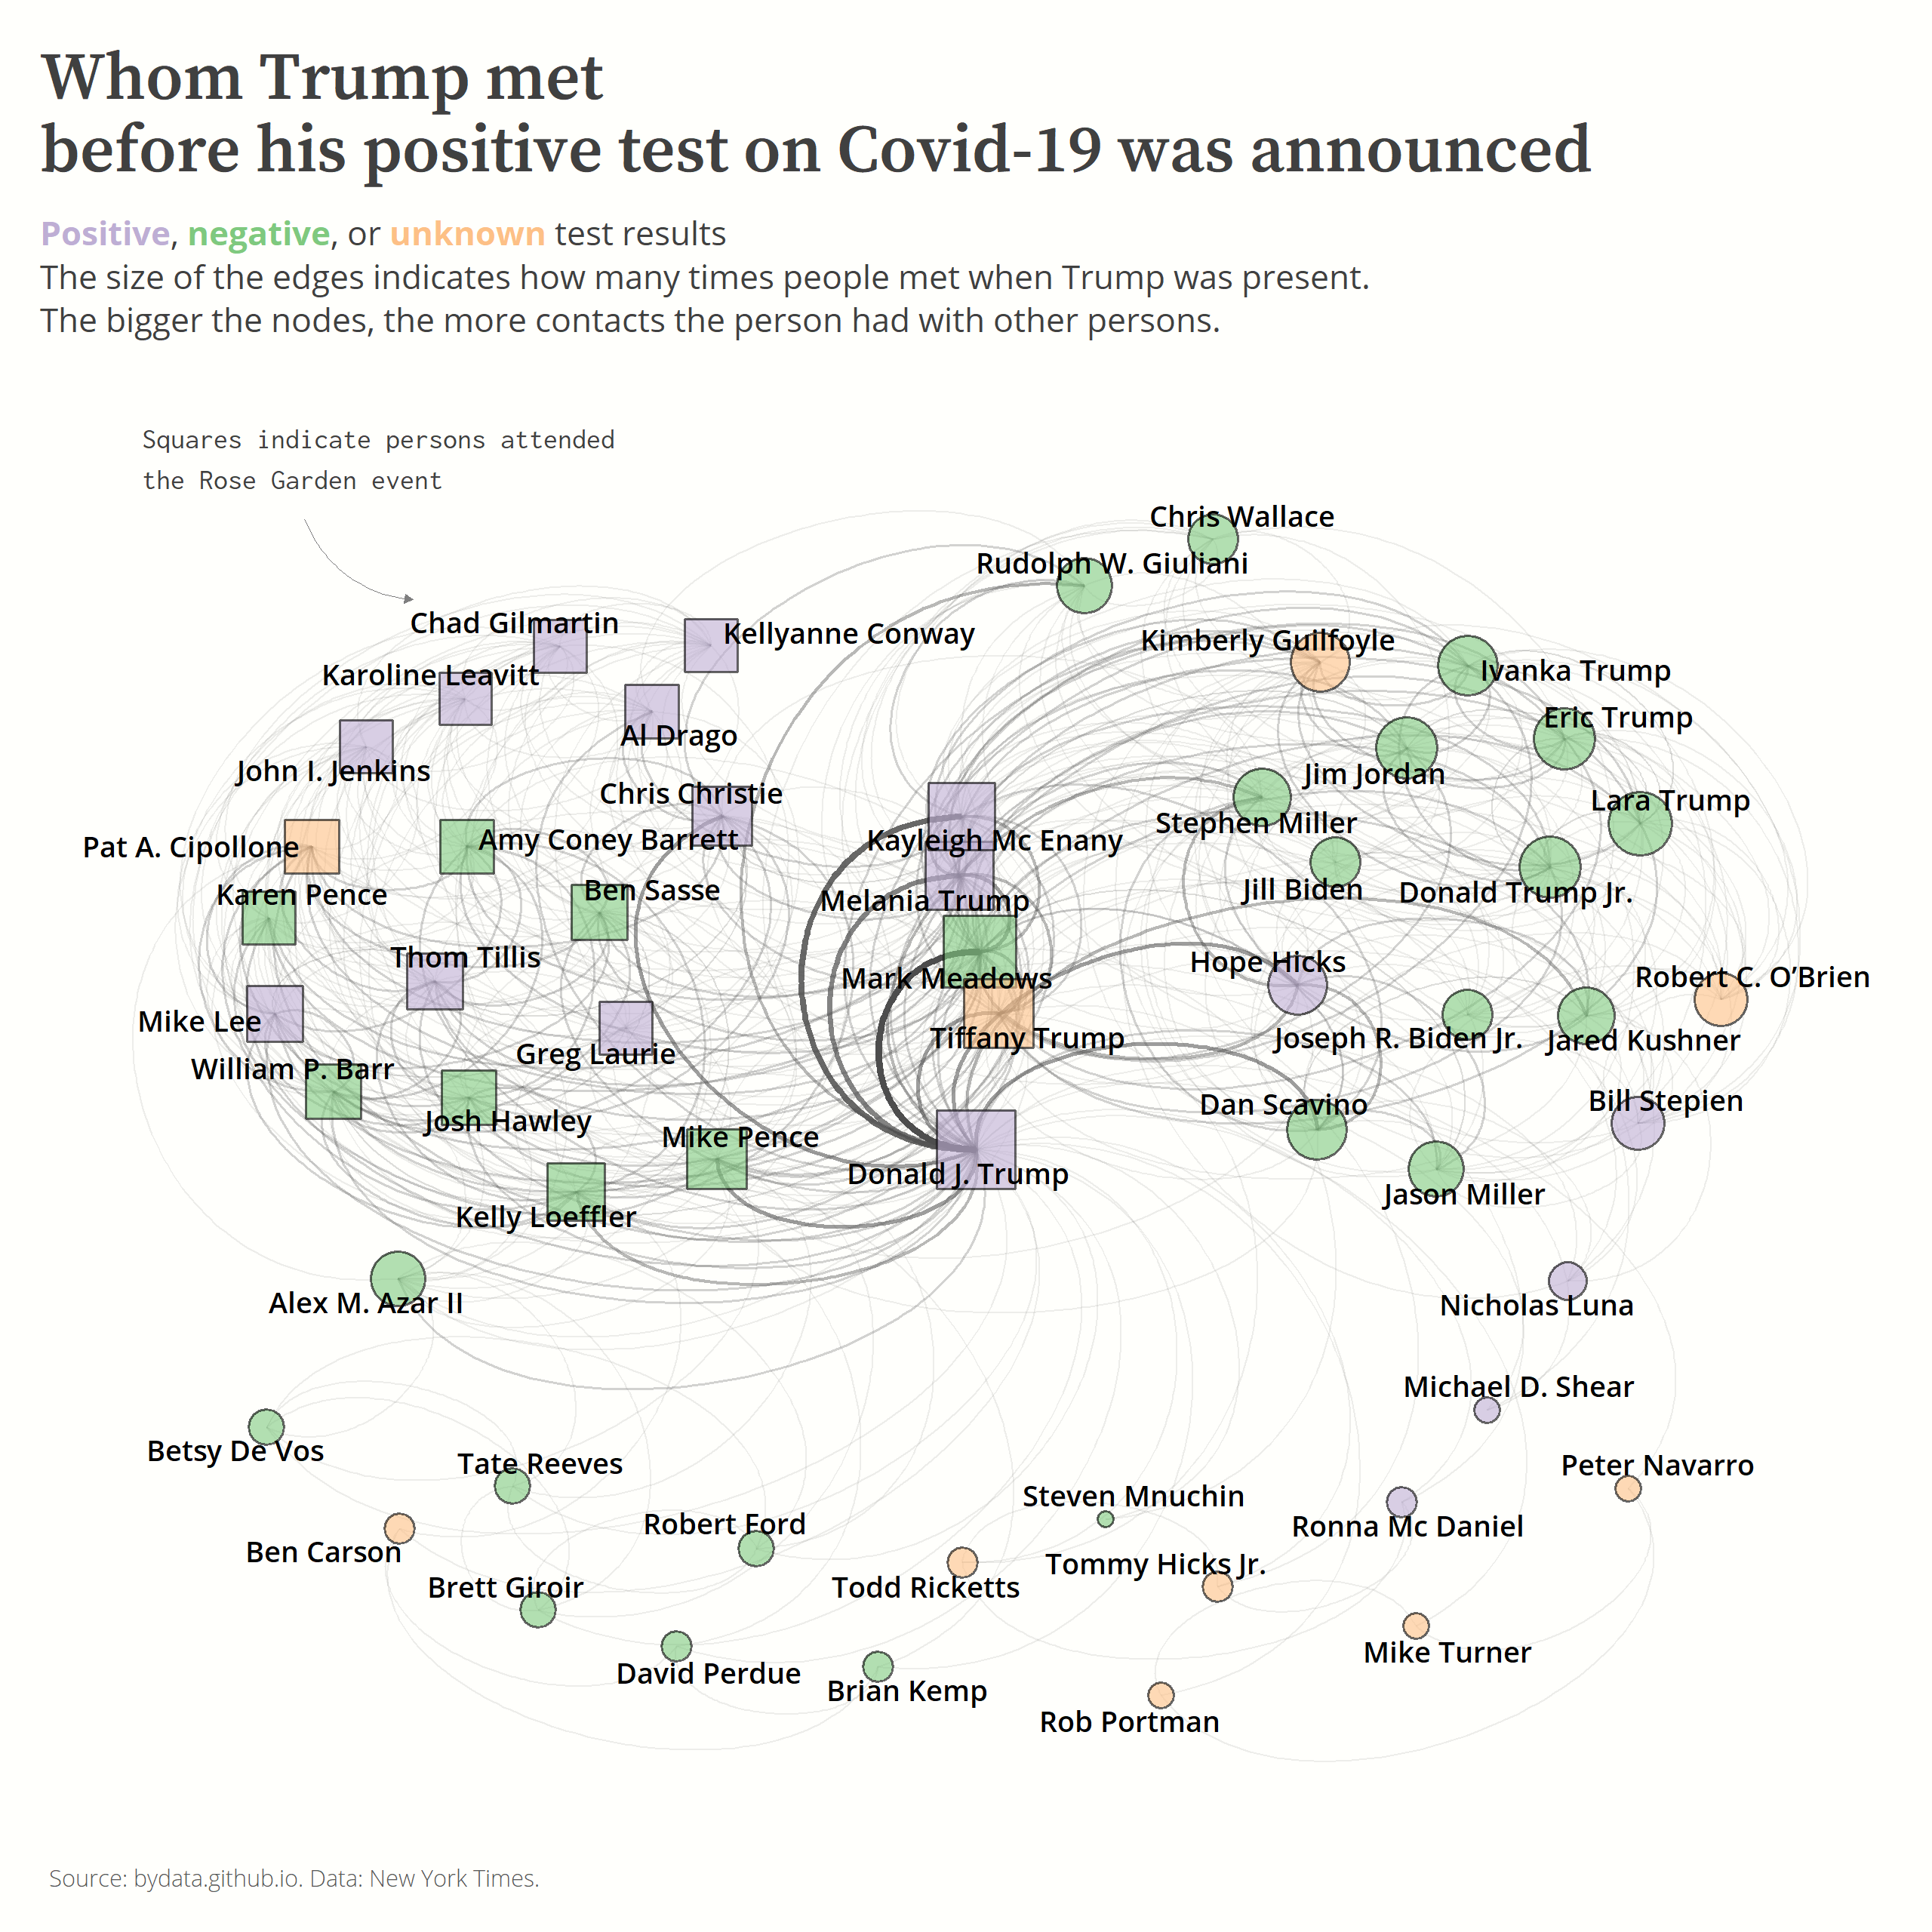 Whom Trump met
before his positive test on Covid-19 was announced
Positive, negative, or unknown test results
The size of the edges indicates how many times people met when Trump was present.
The bigger the nodes, the more contacts the person had with other persons.
Squares indicate persons attended
the Rose Garden event
Chris Wallace
Rudolph W. Giuliani
Chad Gilmartin
Kellyanne Conway
Kimberly Guilfoyle
Karoline Leavitt
Ivanka Trump
Eric Trump
Al Drago
John I. Jenkins
Jim Jordan
Chris Christie
Lara Trump
Stephen Miller
Pat A. Cipollone
Amy Coney Barrett
Kayleigh Mc Enany
Karen Pence
Ben Sasse
Melania Trump
Jill Biden
Donald Trump Jr.
Thom Tillis
Hope Hicks
Mark Meadows
Robert C. O’Brien
Mike Lee
Tiffany Trump
Joseph R. Biden Jr.
Jared Kushner
Greg Laurie
William P. Barr
Dan Scavino
Bill Stepien
Josh Hawley
Mike Pence
Donald J. Trump
Jason Miller
Kelly Loeffler
Alex M. Azar II
Nicholas Luna
Michael D. Shear
Betsy De Vos
Tate Reeves
Peter Navarro
Steven Mnuchin
Robert Ford
Ronna Mc Daniel
Ben Carson
Tommy Hicks Jr.
Brett Giroir
Todd Ricketts
Mike Turner
David Perdue
Brian Kemp
Rob Portman
Source: bydata.github.io. Data: New York Times.